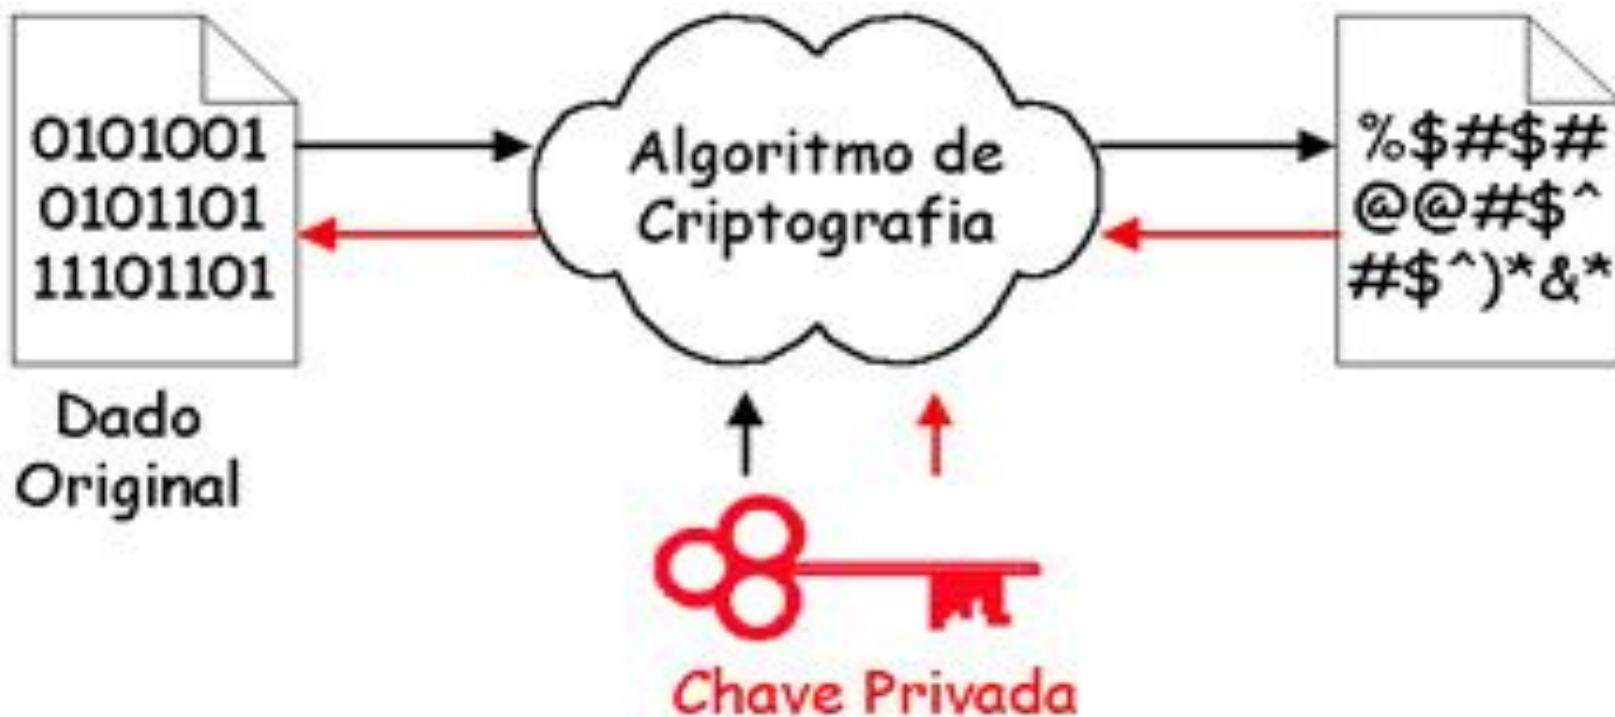 0101001
0101101
11101101
Dado
Original
Algoritmo de
Criptografia
%$#$#
@@#$^
#$^)*&*
Chave Privada